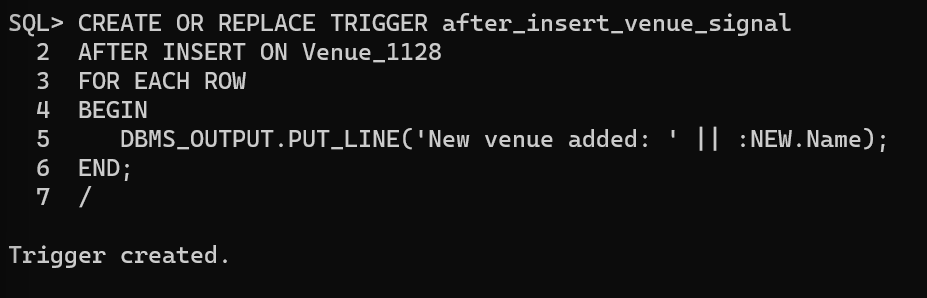 SQL> CREATE OR REPLACE TRIGGER after_insert_venue_signal
  2  AFTER INSERT ON Venue_1128
  3  FOR EACH ROW
  4  BEGIN
  5     DBMS_OUTPUT.PUT_LINE('New venue added: ' || :NEW.Name);
  6  END;
  7  /
Trigger created.